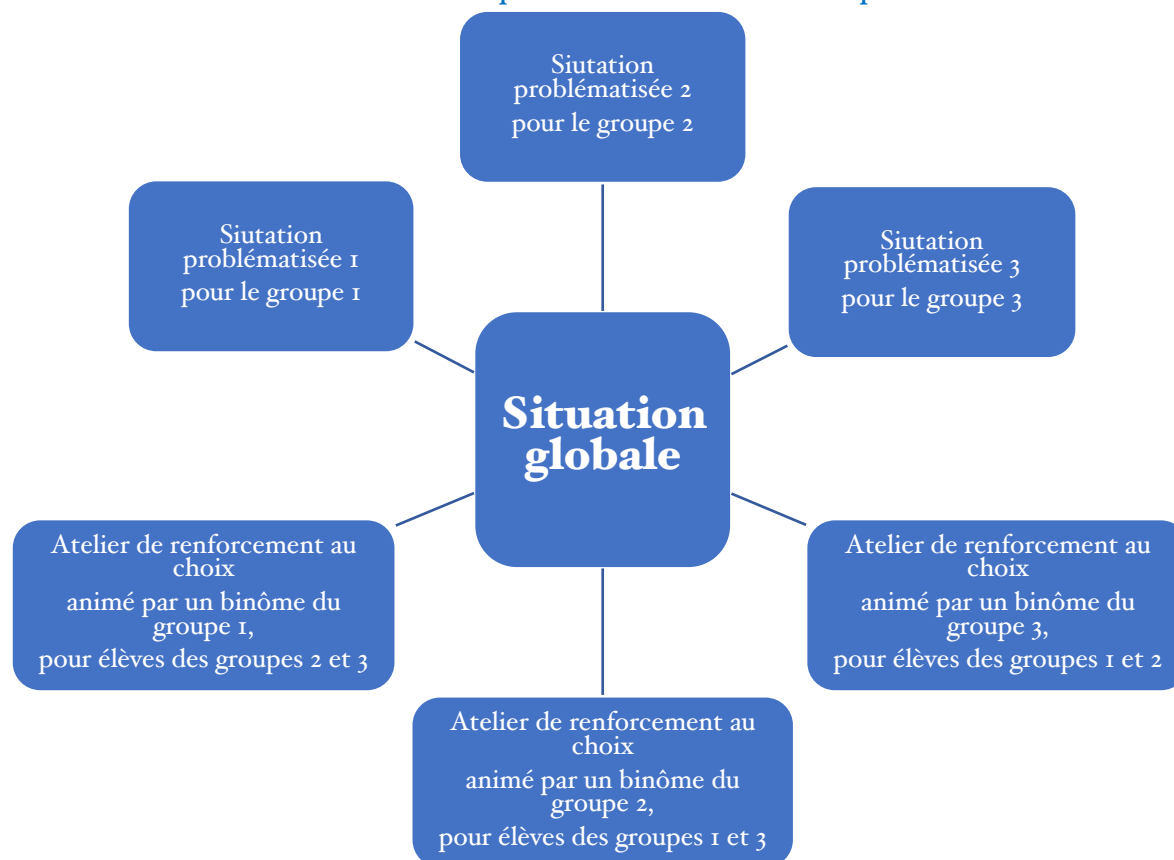 Siutation
problématisée 2
pour le groupe 2
Siutation
problématisée 1
pour le groupe 1
Siutation
problématisée 3
pour le groupe 3
Situation
globale
Atelier de renforcement au
choix
animé par un binôme du
groupe 1,
pour élèves des groupes 2 et 3
Atelier de renforcement au
choix
animé par un binôme du
groupe 3,
pour élèves des groupes 1 et 2
Atelier de renforcement au
choix
animé par un binôme du
groupe 2,
pour élèves des groupes 1 et 3